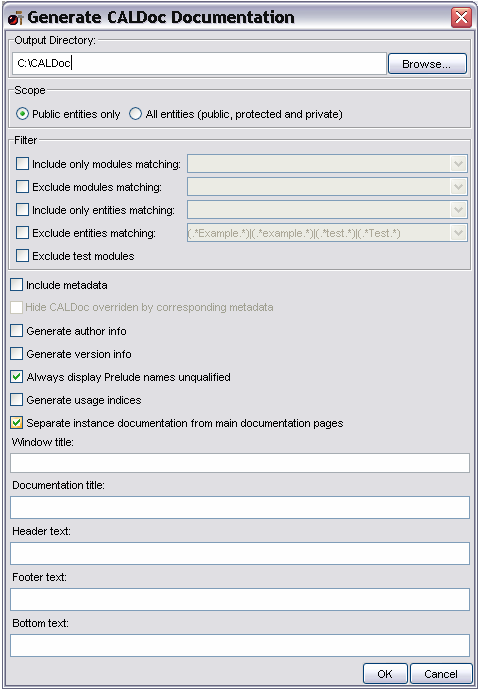 Generate CALDoc Documentation
Output Directory:
C:\CALDoc
Browse...
Scope
Public entities only
All entities (public, protected and private)
Filter
Include only modules matching:
Exclude modules matching:
Include only entities matching:
Exclude entities matching:
(.*Example.*)|(.*example.*)|(.*test.*)|(.*Test.*)
Exclude test modules
Include metadata
Hide CALDoc overriden by corresponding metadata
Generate author info
Generate version info
Always display Prelude names unqualified
Generate usage indices
Separate instance documentation from main documentation pages
Window title:
Documentation title:
Header text:
Footer text:
Bottom text:
OK
Cancel